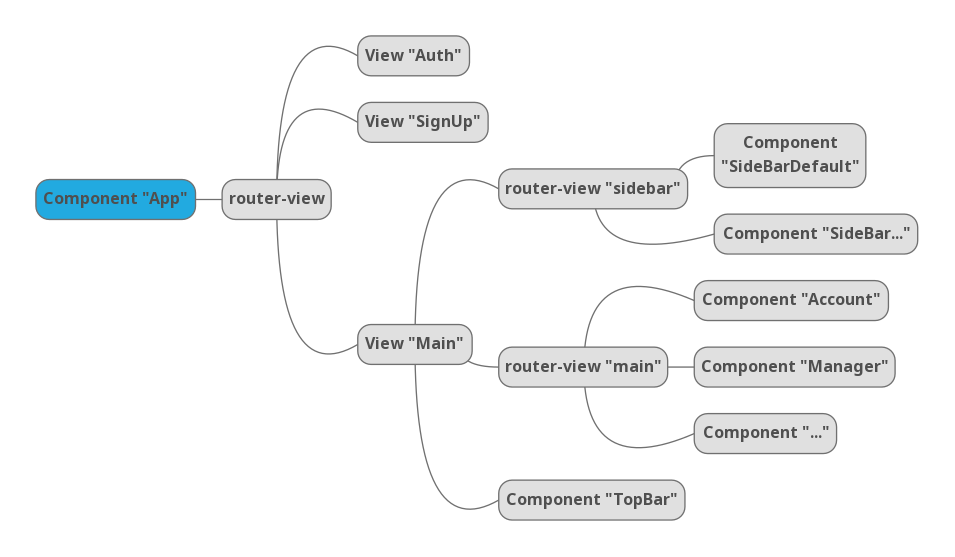 Component "App"
router-view
View "Auth"
View "SignUp"
View "Main"
router-view "sidebar"
Component
"SideBarDefault"
Component "SideBar..."
router-view "main"
Component "Account"
Component "Manager"
Component "..."
Component "TopBar"